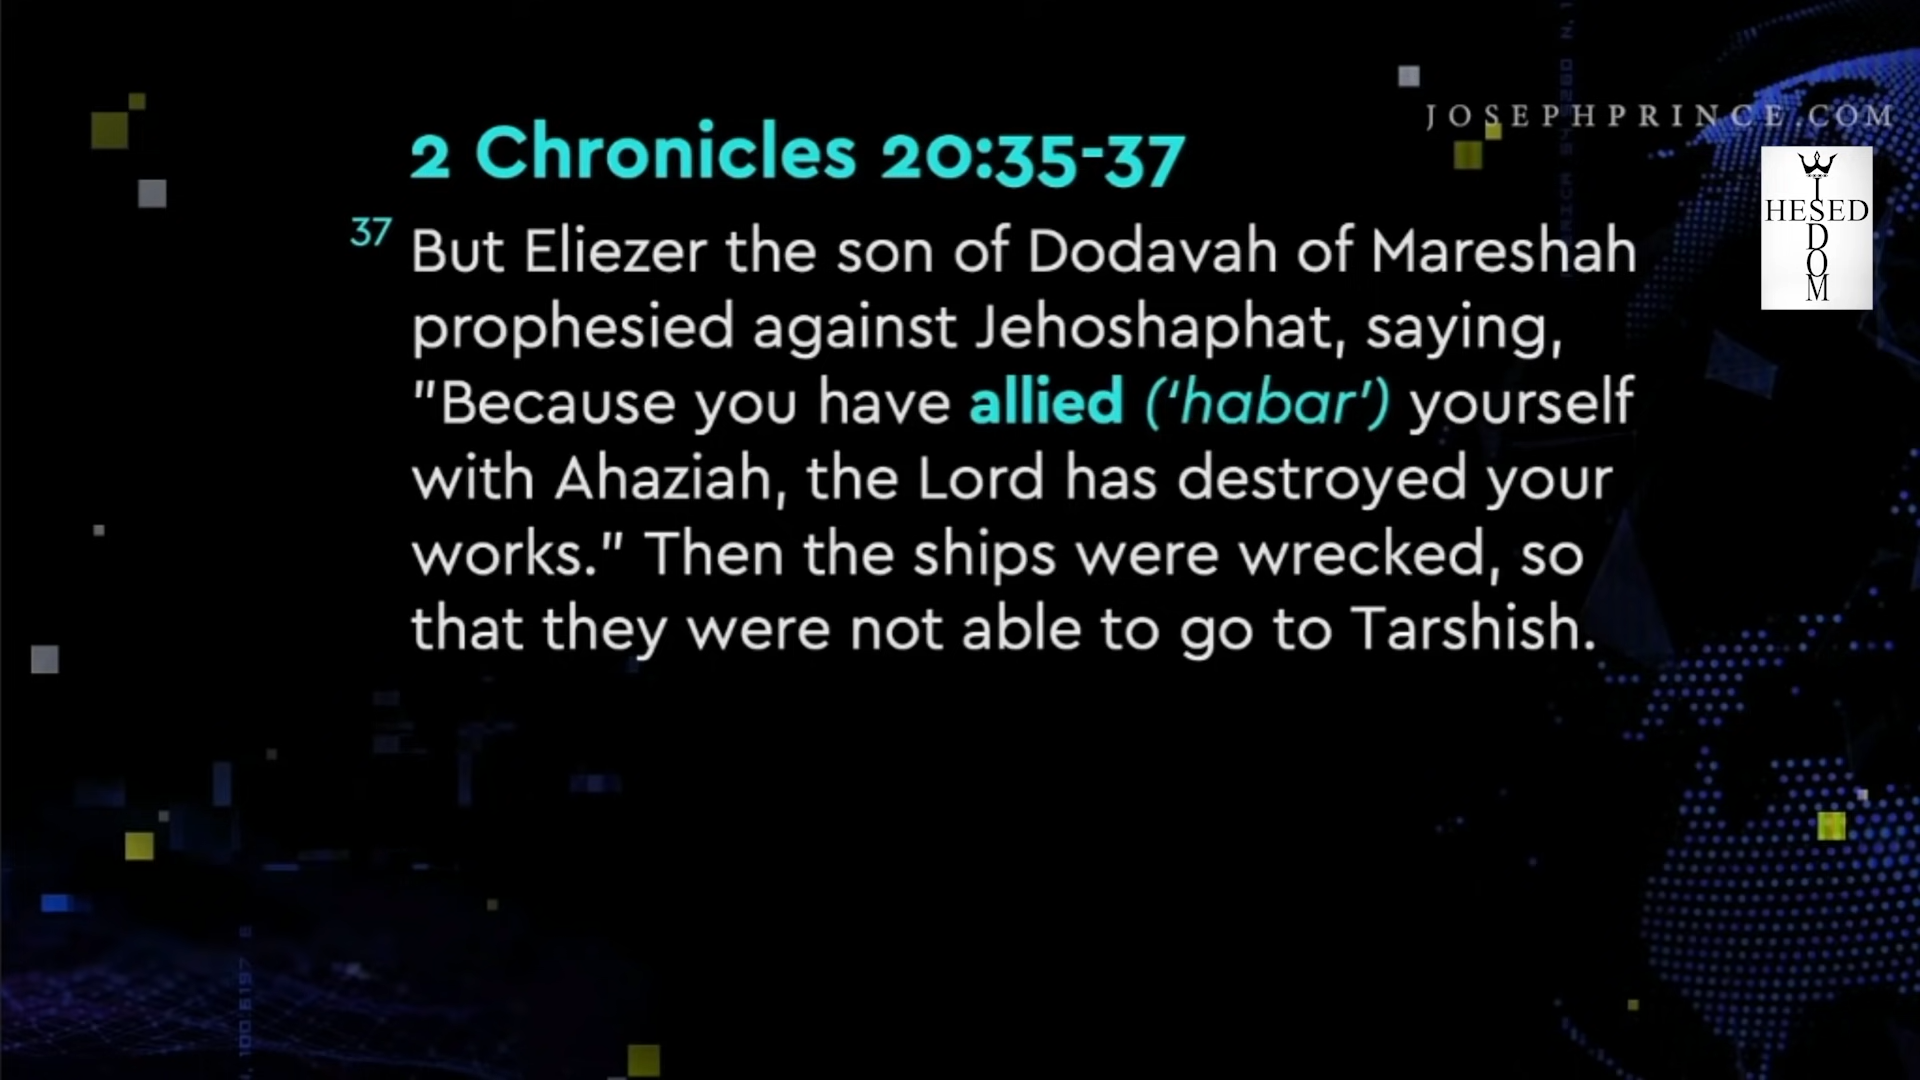 JOSEPHPRINCE.COM
2 Chronicles 20:35-37
37 But Eliezer the son of Dodavah of Mareshah
prophesied against Jehoshaphat, saying,
"Because you have allied (‘habar’) yourself
with Ahaziah, the Lord has destroyed your
works." Then the ships were wrecked, so
that they were not able to go to Tarshish.
HESED
WISDOM